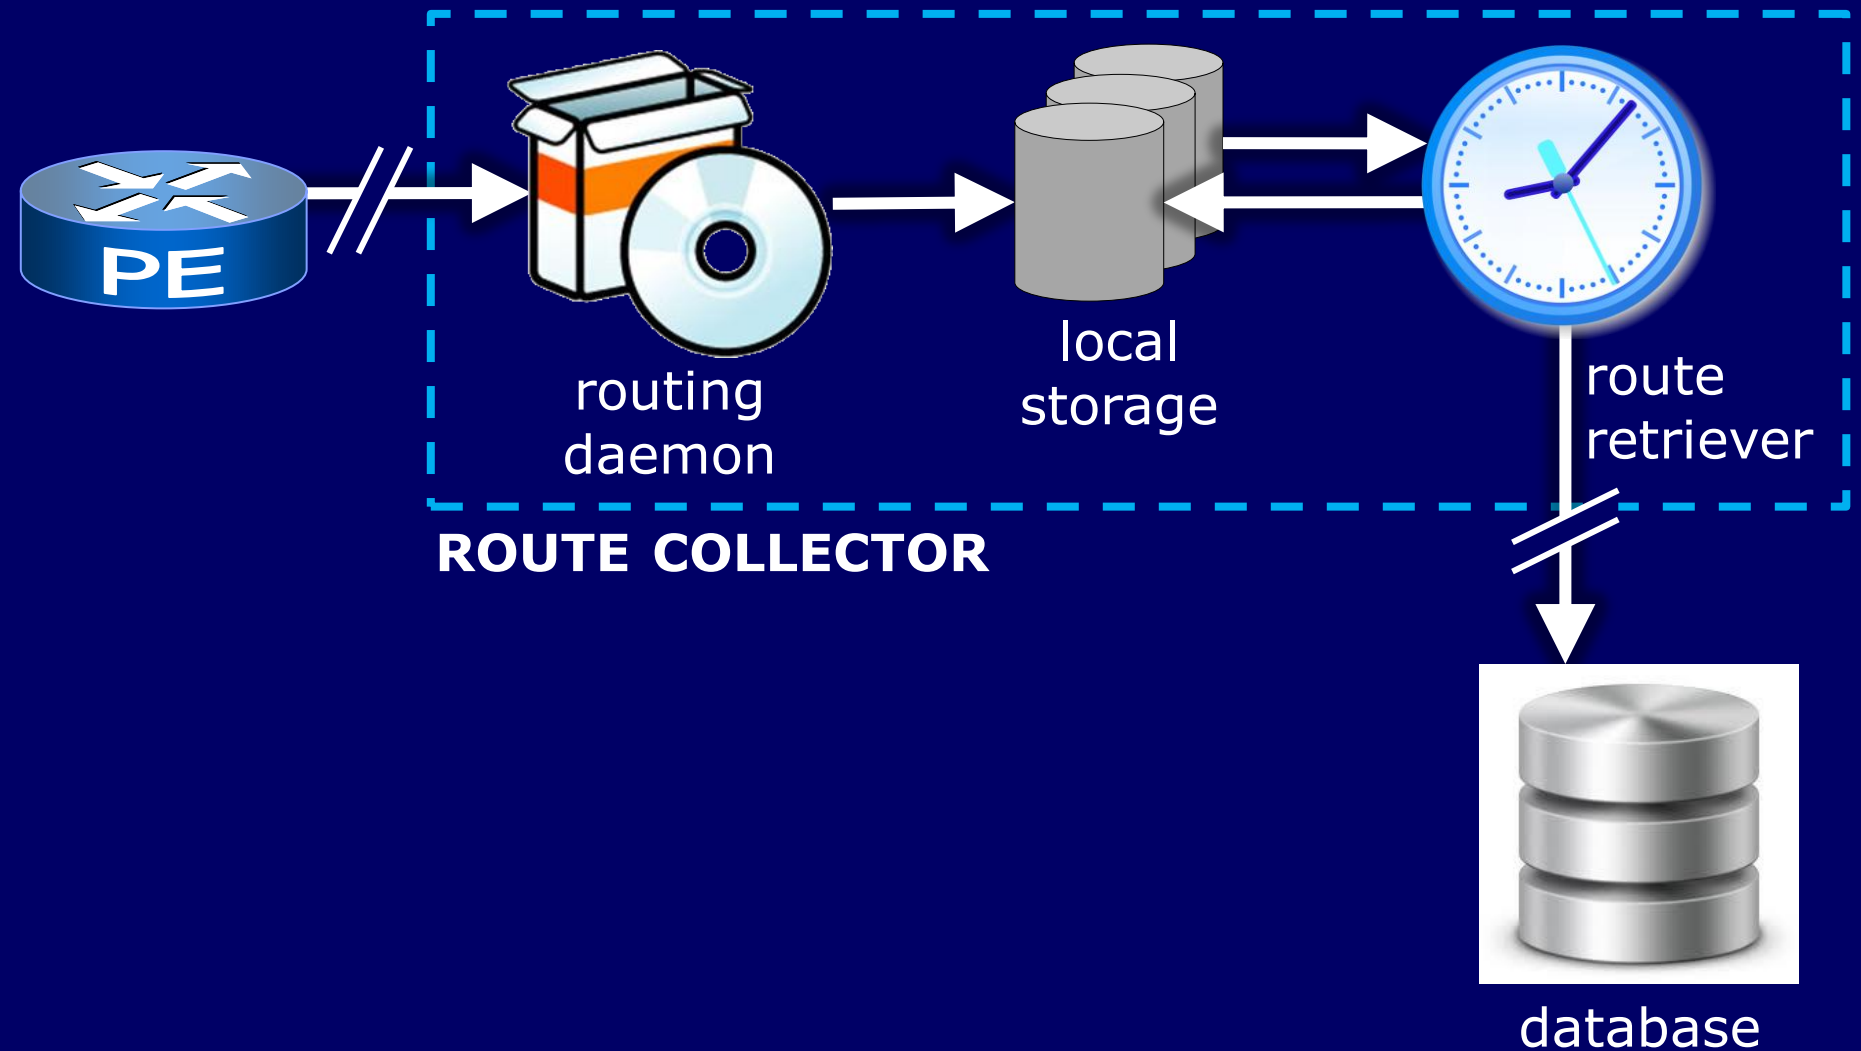 PE
routing
daemon
local
storage
route
retriever
ROUTE COLLECTOR
database